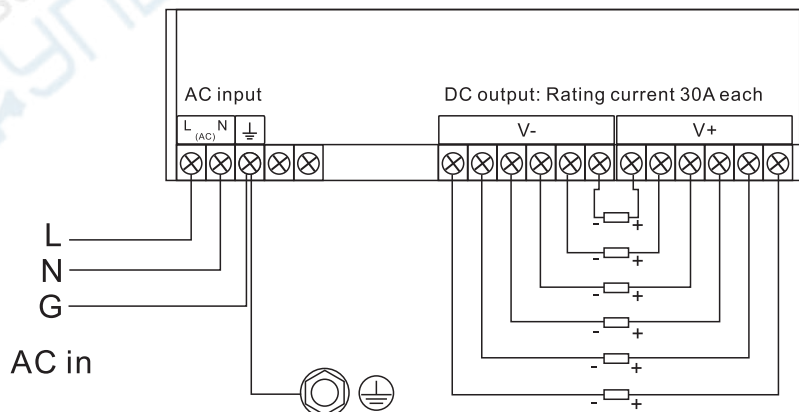 AC input
DC output: Rating current 30A each
L (AC) N
V-
V+
- +
L
- +
N
- +
G
- +
AC in
- +
- +